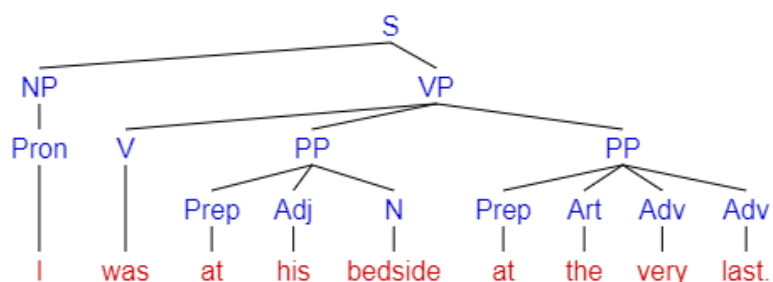 S
NP VP
Pron V PP PP
Prep Adj N Prep Art Adv Adv
I was at his bedside at the very last.